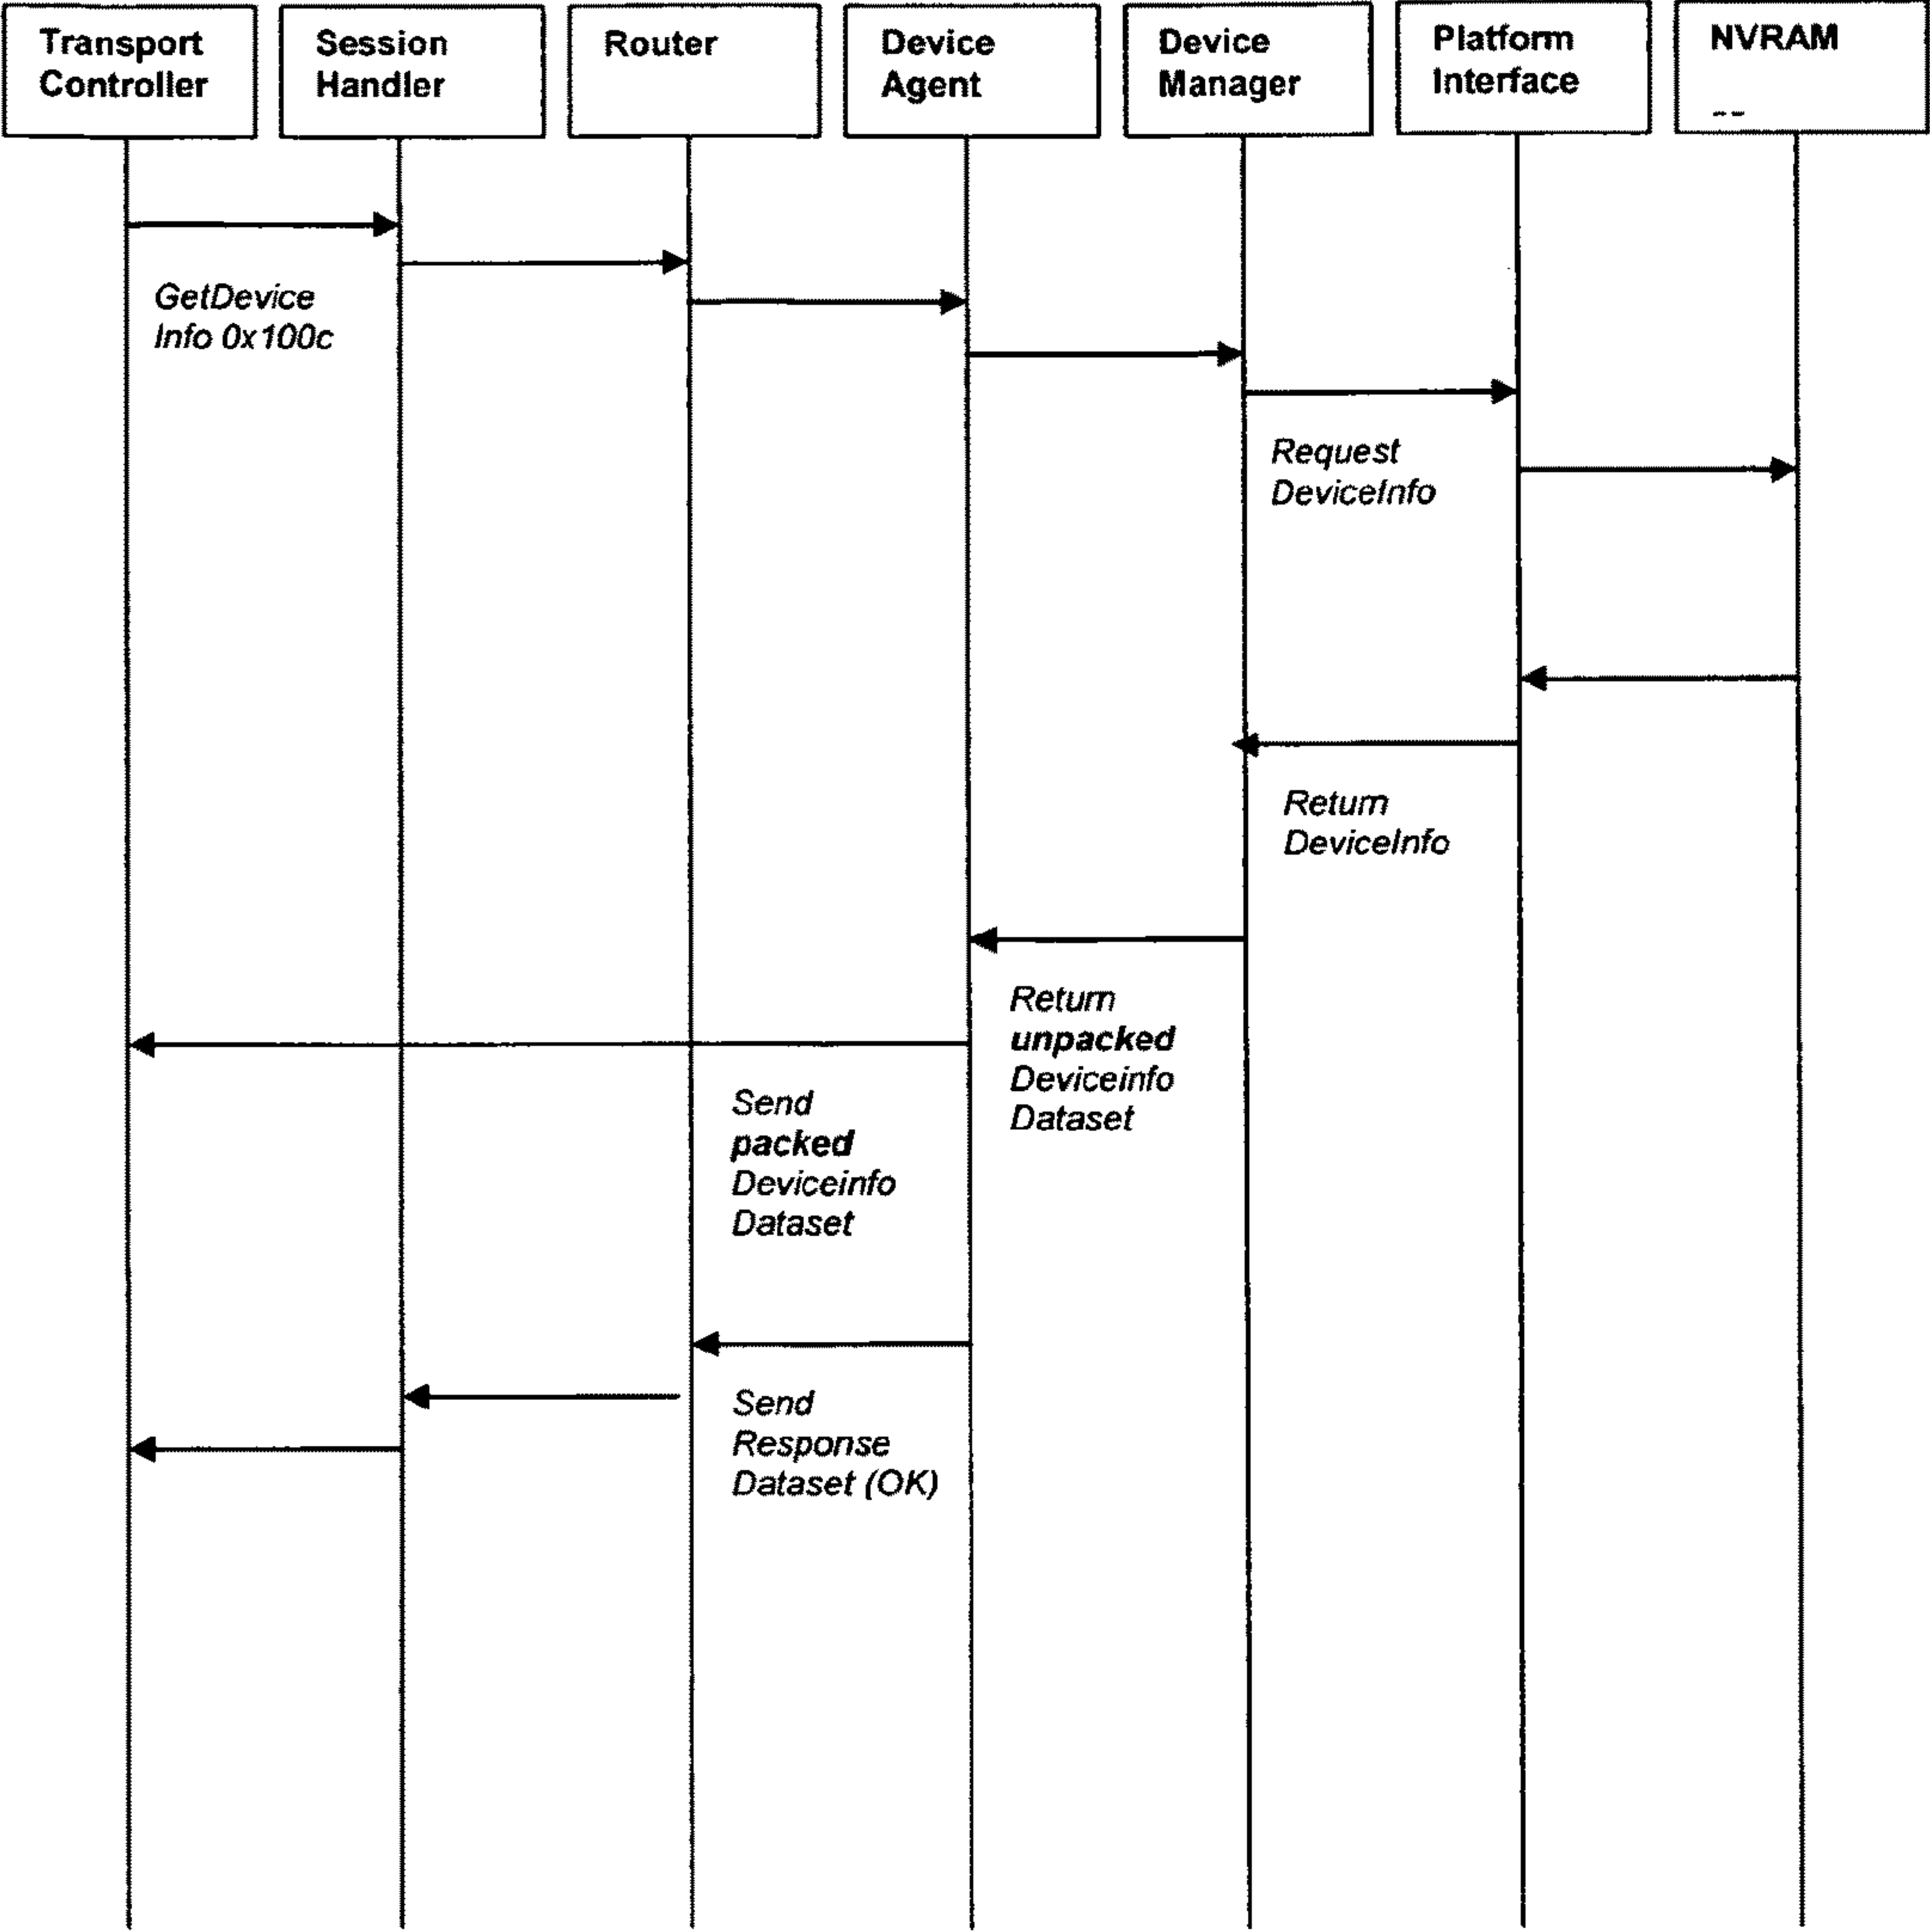 Transport
Controller
Session
Handler
Router
Device
Agent
Device
Manager
Platform
Interface
NVRAM
--
GetDevice
Info 0x100c
Request
DeviceInfo
Return
DeviceInfo
Return
unpacked
Deviceinfo
Dataset
Send
packed
Deviceinfo
Dataset
Send
Response
Dataset (OK)